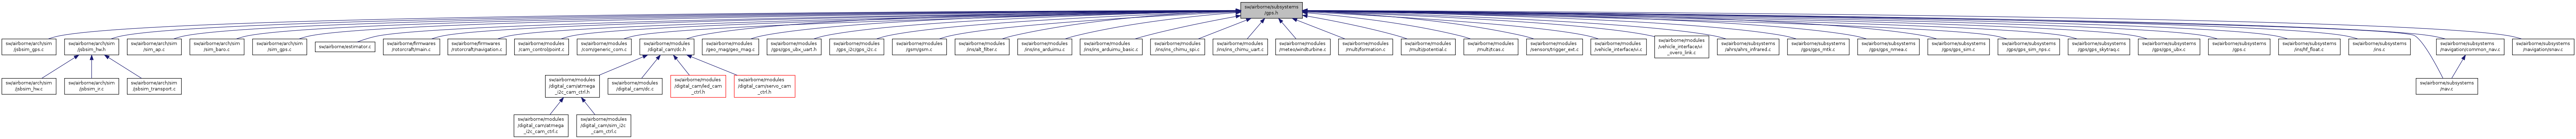 sw/airborne/subsystems
/gps.h
sw/airborne/arch/sim
/jsbsim_gps.c
sw/airborne/arch/sim
/jsbsim_hw.h
sw/airborne/arch/sim
/sim_ap.c
sw/airborne/arch/sim
/sim_baro.c
sw/airborne/arch/sim
/sim_gps.c
sw/airborne/estimator.c
sw/airborne/firmwares
/rotorcraft/main.c
sw/airborne/firmwares
/rotorcraft/navigation.c
sw/airborne/modules
/cam_control/point.c
sw/airborne/modules
/com/generic_com.c
sw/airborne/modules
/digital_cam/dc.h
sw/airborne/modules
/geo_mag/geo_mag.c
sw/airborne/modules
/gps/gps_ubx_uart.h
sw/airborne/modules
/gps_i2c/gps_i2c.c
sw/airborne/modules
/gsm/gsm.c
sw/airborne/modules
/ins/alt_filter.c
sw/airborne/modules
/ins/ins_arduimu.c
sw/airborne/modules
/ins/ins_arduimu_basic.c
sw/airborne/modules
/ins/ins_chimu_spi.c
sw/airborne/modules
/ins/ins_chimu_uart.c
sw/airborne/modules
/meteo/windturbine.c
sw/airborne/modules
/multi/formation.c
sw/airborne/modules
/multi/potential.c
sw/airborne/modules
/multi/tcas.c
sw/airborne/modules
/sensors/trigger_ext.c
sw/airborne/modules
/vehicle_interface/vi.c
sw/airborne/modules
/vehicle_interface/vi
_overo_link.c
sw/airborne/subsystems
/ahrs/ahrs_infrared.c
sw/airborne/subsystems
/gps/gps_mtk.c
sw/airborne/subsystems
/gps/gps_nmea.c
sw/airborne/subsystems
/gps/gps_sim.c
sw/airborne/subsystems
/gps/gps_sim_nps.c
sw/airborne/subsystems
/gps/gps_skytraq.c
sw/airborne/subsystems
/gps/gps_ubx.c
sw/airborne/subsystems
/gps.c
sw/airborne/subsystems
/ins/hf_float.c
sw/airborne/subsystems
/ins.c
sw/airborne/subsystems
/navigation/common_nav.c
sw/airborne/subsystems
/navigation/snav.c
sw/airborne/arch/sim
/jsbsim_hw.c
sw/airborne/arch/sim
/jsbsim_ir.c
sw/airborne/arch/sim
/jsbsim_transport.c
sw/airborne/modules
/digital_cam/atmega
_i2c_cam_ctrl.h
sw/airborne/modules
/digital_cam/dc.c
sw/airborne/modules
/digital_cam/led_cam
_ctrl.h
sw/airborne/modules
/digital_cam/servo_cam
_ctrl.h
sw/airborne/subsystems
/nav.c
sw/airborne/modules
/digital_cam/atmega
_i2c_cam_ctrl.c
sw/airborne/modules
/digital_cam/sim_i2c
_cam_ctrl.c